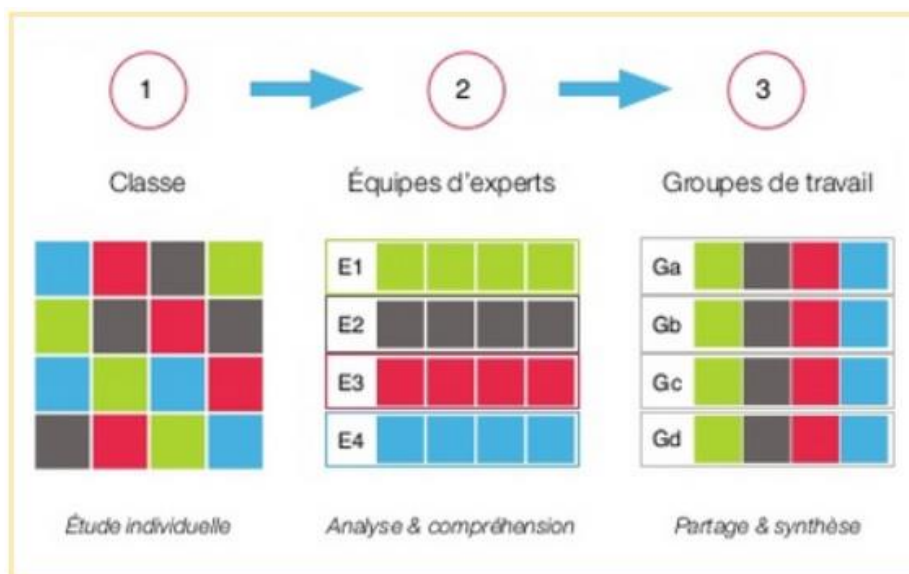 1
2
3
Classe
Équipes d'experts
Groupes de travail
E1
E2
E3
E4
Ga
Gb
Gc
Gd
Étude individuelle
Analyse & compréhension
Partage & synthèse